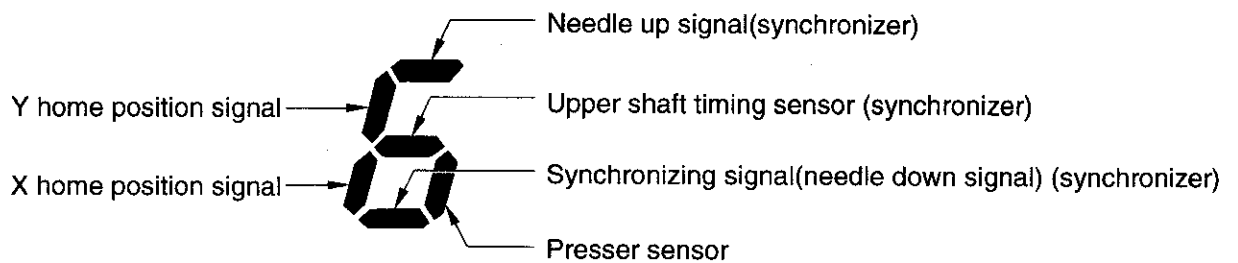 Needle up signal(synchronizer)
Y home position signal
Upper shaft timing sensor (synchronizer)
X home position signal
Synchronizing signal(needle down signal) (synchronizer)
Presser sensor